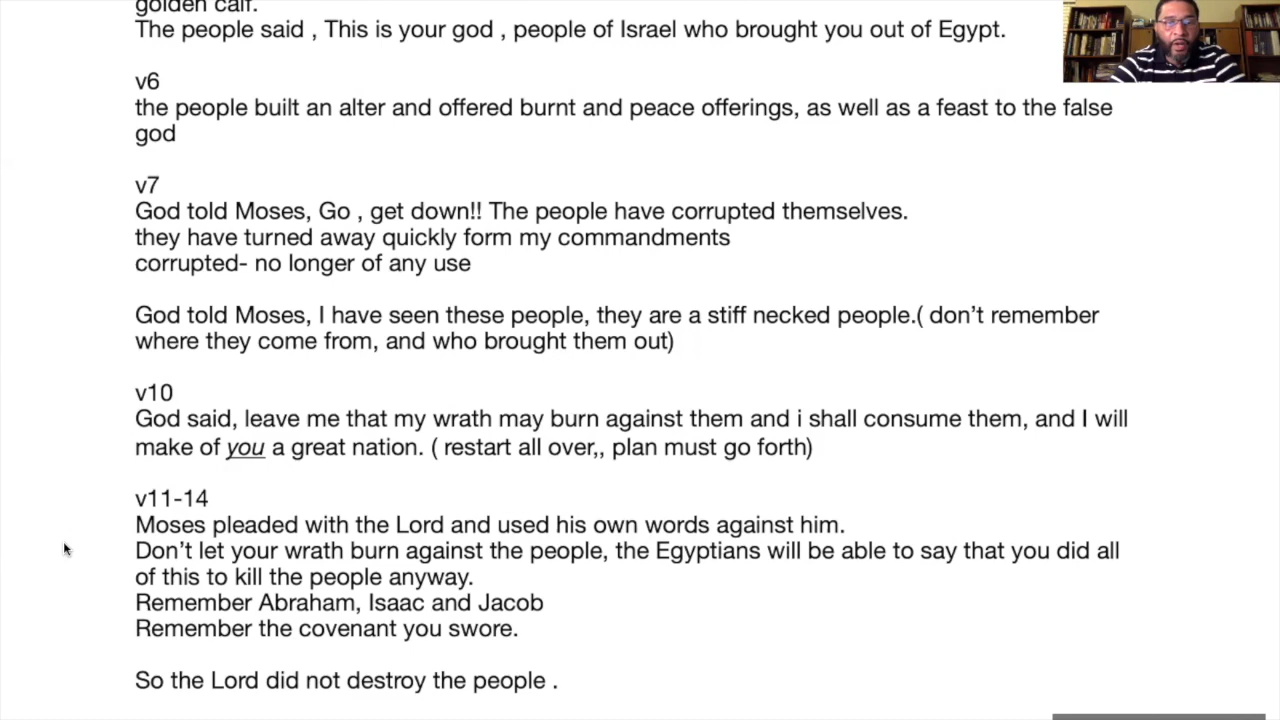 golden calf.
The people said , This is your god , people of Israel who brought you out of Egypt.
v6
the people built an alter and offered burnt and peace offerings, as well as a feast to the false
god
v7
God told Moses, Go , get down!! The people have corrupted themselves.
they have turned away quickly form my commandments
corrupted- no longer of any use
God told Moses, I have seen these people, they are a stiff necked people.( don’t remember
where they come from, and who brought them out)
v10
God said, leave me that my wrath may burn against them and i shall consume them, and I will
make of you a great nation. ( restart all over,, plan must go forth)
v11-14
Moses pleaded with the Lord and used his own words against him.
Don’t let your wrath burn against the people, the Egyptians will be able to say that you did all
of this to kill the people anyway.
Remember Abraham, Isaac and Jacob
Remember the covenant you swore.
So the Lord did not destroy the people .